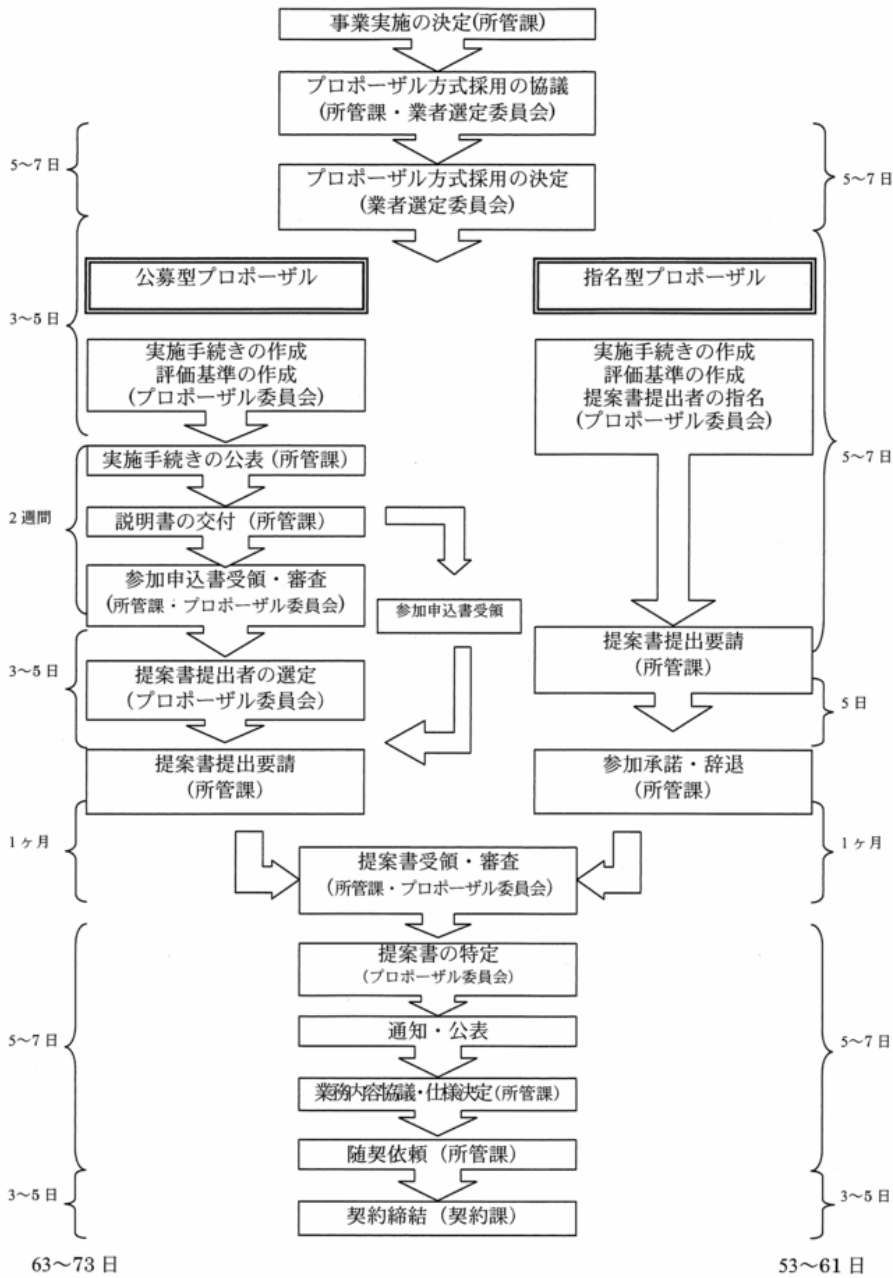 事業実施の決定(所管課)
プロポーザル方式採用の協議
(所管課・業者選定委員会)
5〜7日
5〜7日
プロポーザル方式採用の決定
(業者選定委員会)
公募型プロポーザル
指名型プロポーザル
3〜5日
実施手続きの作成
評価基準の作成
(プロポーザル委員会)
実施手続きの作成
評価基準の作成
提案書提出者の指名
(プロポーザル委員会)
実施手続きの公表(所管課)
5〜7日
2週間
説明書の交付(所管課)
参加申込書受領・審査
(所管課・プロポーザル委員会)
参加申込書受領
提案書提出要請
(所管課)
3〜5日
提案書提出者の選定
(プロポーザル委員会)
5日
提案書提出要請
(所管課)
参加承諾・辞退
(所管課)
1ヶ月
1ヶ月
提案書受領・審査
(所管課・プロポーザル委員会)
提案書の特定
(プロポーザル委員会)
通知・公表
5〜7日
5〜7日
業務内容協議・仕様決定(所管課)
随契依頼(所管課)
3〜5日
3〜5日
契約締結(契約課)
63〜73日
53〜61日